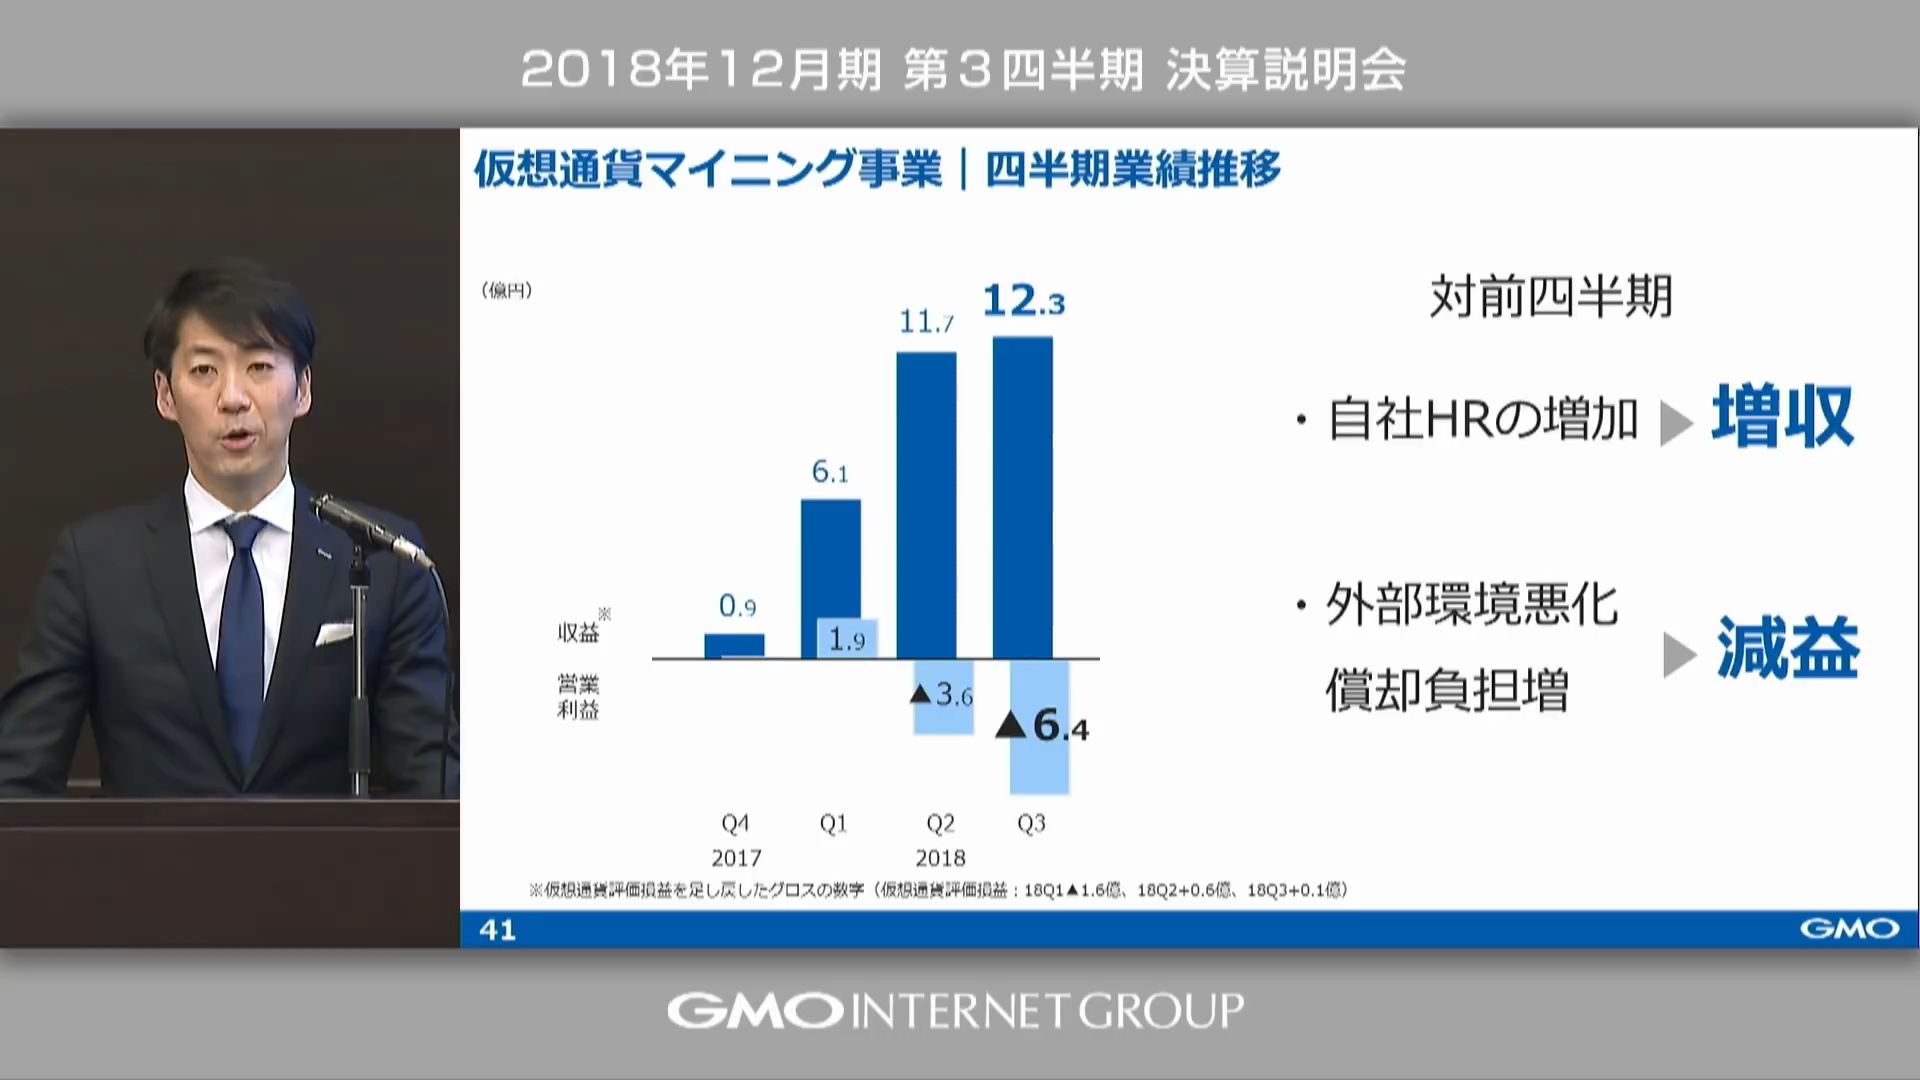 2018年12月期 第3四半期 決算説明会
仮想通貨マイニング事業｜四半期業績推移
（億円）
12.3
11.7
6.1
0.9
収益※
1.9
営業
利益
▲3.6
▲6.4
Q4
Q1
Q2
Q3
2017
2018
※仮想通貨評価損益を足し戻したグロスの数字（仮想通貨評価損益：18Q1▲1.6億、18Q2+0.6億、18Q3+0.1億）
対前四半期
・自社HRの増加
増収
・外部環境悪化
償却負担増
減益
41
GMO
GMO INTERNET GROUP